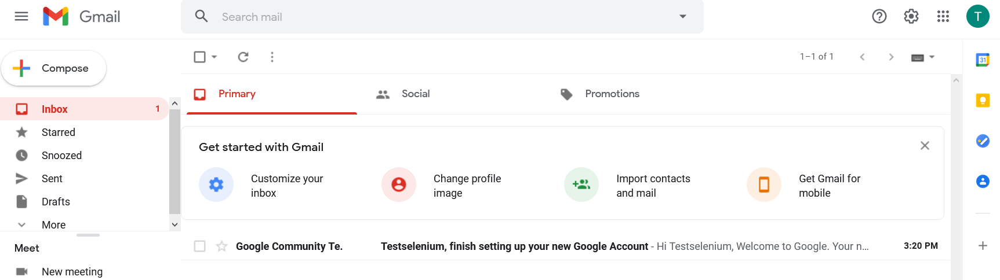 Gmail
Search mail
T
Compose
1–1 of 1
31
Primary
Social
Promotions
Inbox 1
Starred
Snoozed
Sent
Drafts
More
Get started with Gmail
Customize your
inbox
Change profile
image
Import contacts
and mail
Get Gmail for
mobile
Google Community Te. Testselenium, finish setting up your new Google Account - Hi Testselenium, Welcome to Google. Your n... 3:20 PM
Meet
New meeting